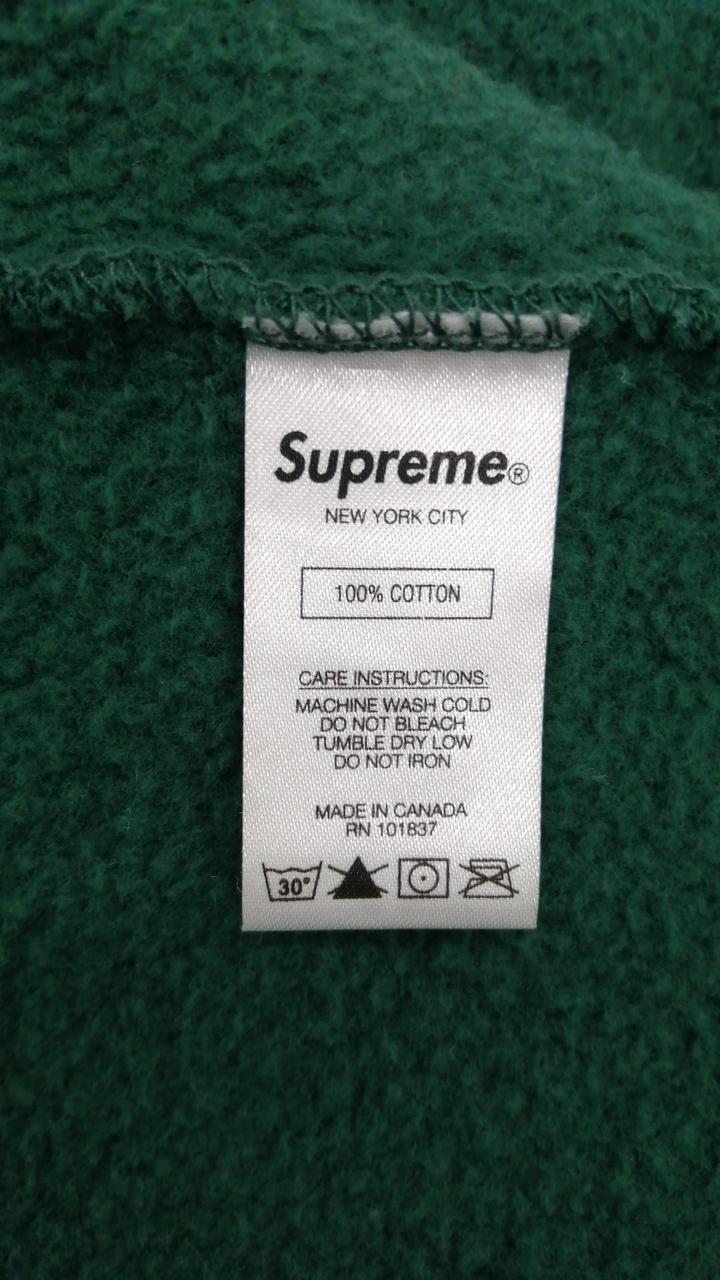 Supreme®
NEW YORK CITY
100% COTTON
CARE INSTRUCTIONS:
MACHINE WASH COLD
DO NOT BLEACH
TUMBLE DRY LOW
DO NOT IRON
MADE IN CANADA
RN 101837
30°